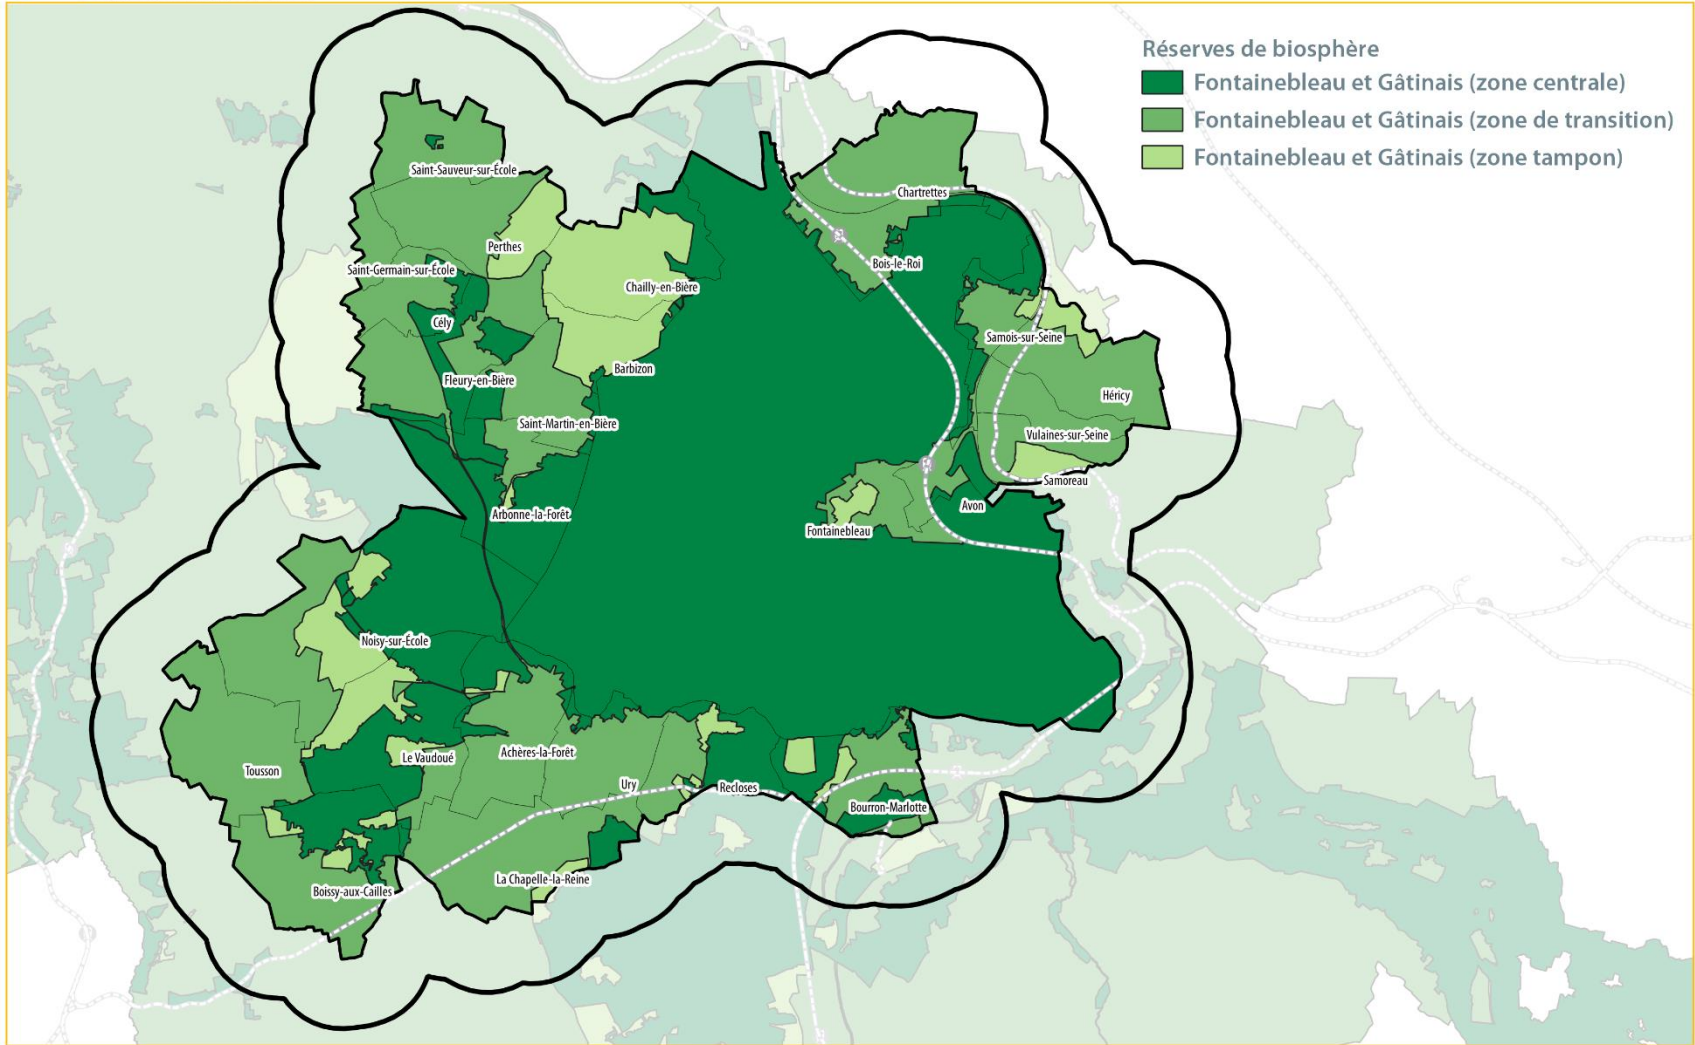 Réserves de biosphère
Fontainebleau et Gâtinais (zone centrale)
Fontainebleau et Gâtinais (zone de transition)
Fontainebleau et Gâtinais (zone tampon)
Saint-Sauveur-sur-École
Chartrettes
Perthes
Bois-le-Roi
Saint-Germain-sur-École
Chailly-en-Bière
Cély
Samois-sur-Seine
Barbizon
Fleury-en-Bière
Héricy
Saint-Martin-en-Bière
Vulaines-sur-Seine
Samoreau
Avon
Arbonne-la-Forêt
Fontainebleau
Noisy-sur-École
Achères-la-Forêt
Le Vaudoué
Tousson
Ury
Recloses
Bourron-Marlotte
La Chapelle-la-Reine
Boissy-aux-Cailles